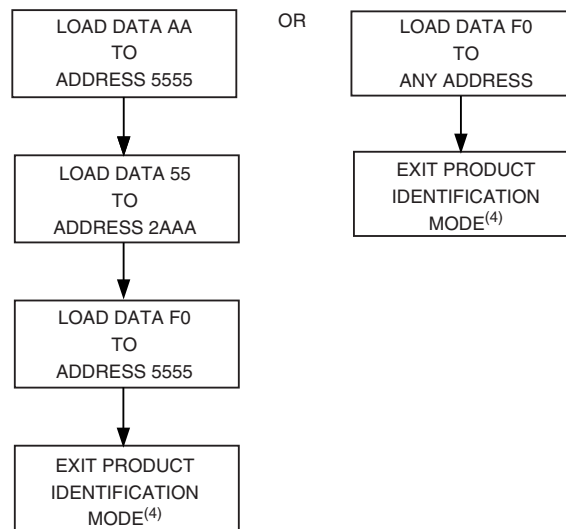 LOAD DATA AA
TO
ADDRESS 5555
LOAD DATA 55
TO
ADDRESS 2AAA
LOAD DATA F0
TO
ADDRESS 5555
EXIT PRODUCT
IDENTIFICATION
MODE(4)
OR
LOAD DATA F0
TO
ANY ADDRESS
EXIT PRODUCT
IDENTIFICATION
MODE(4)